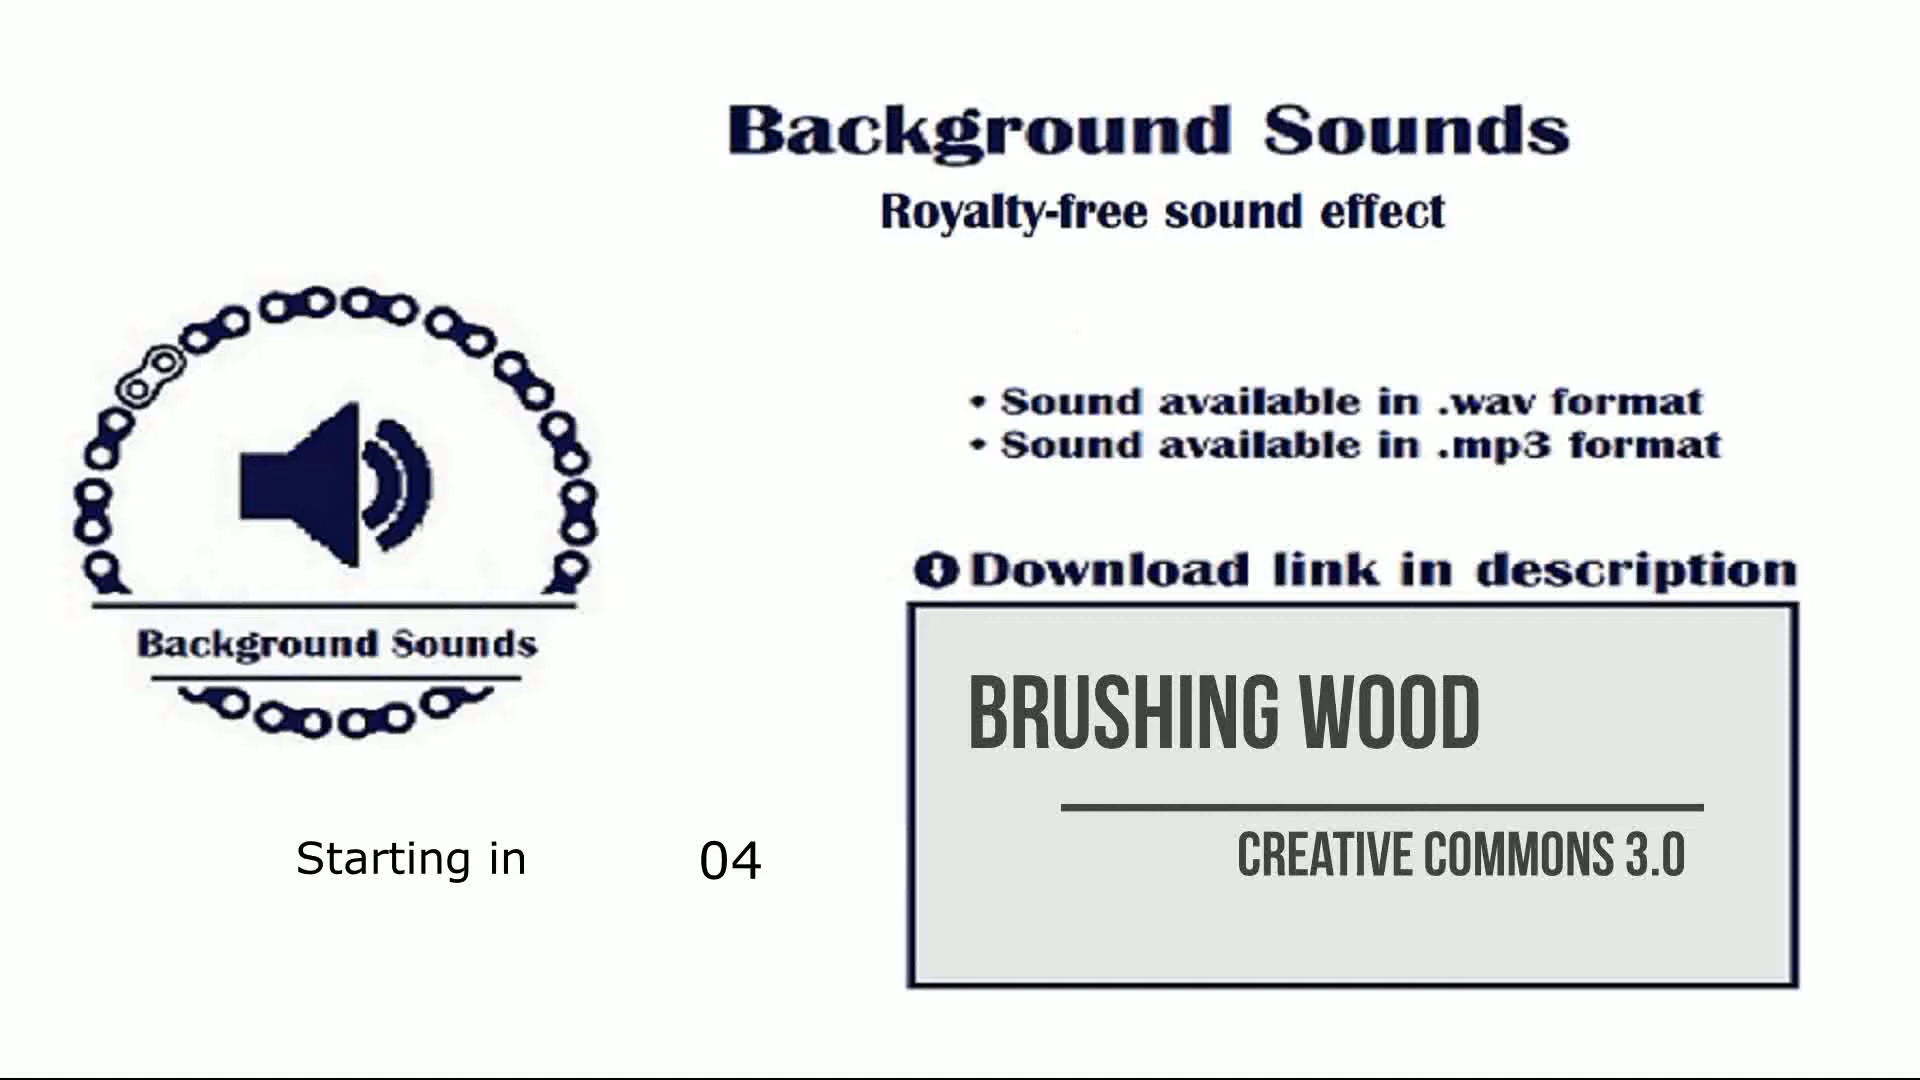 Background Sounds
Royalty-free sound effect
• Sound available in .wav format
• Sound available in .mp3 format
Download link in description
Background Sounds
BRUSHING WOOD
CREATIVE COMMONS 3.0
Starting in 04